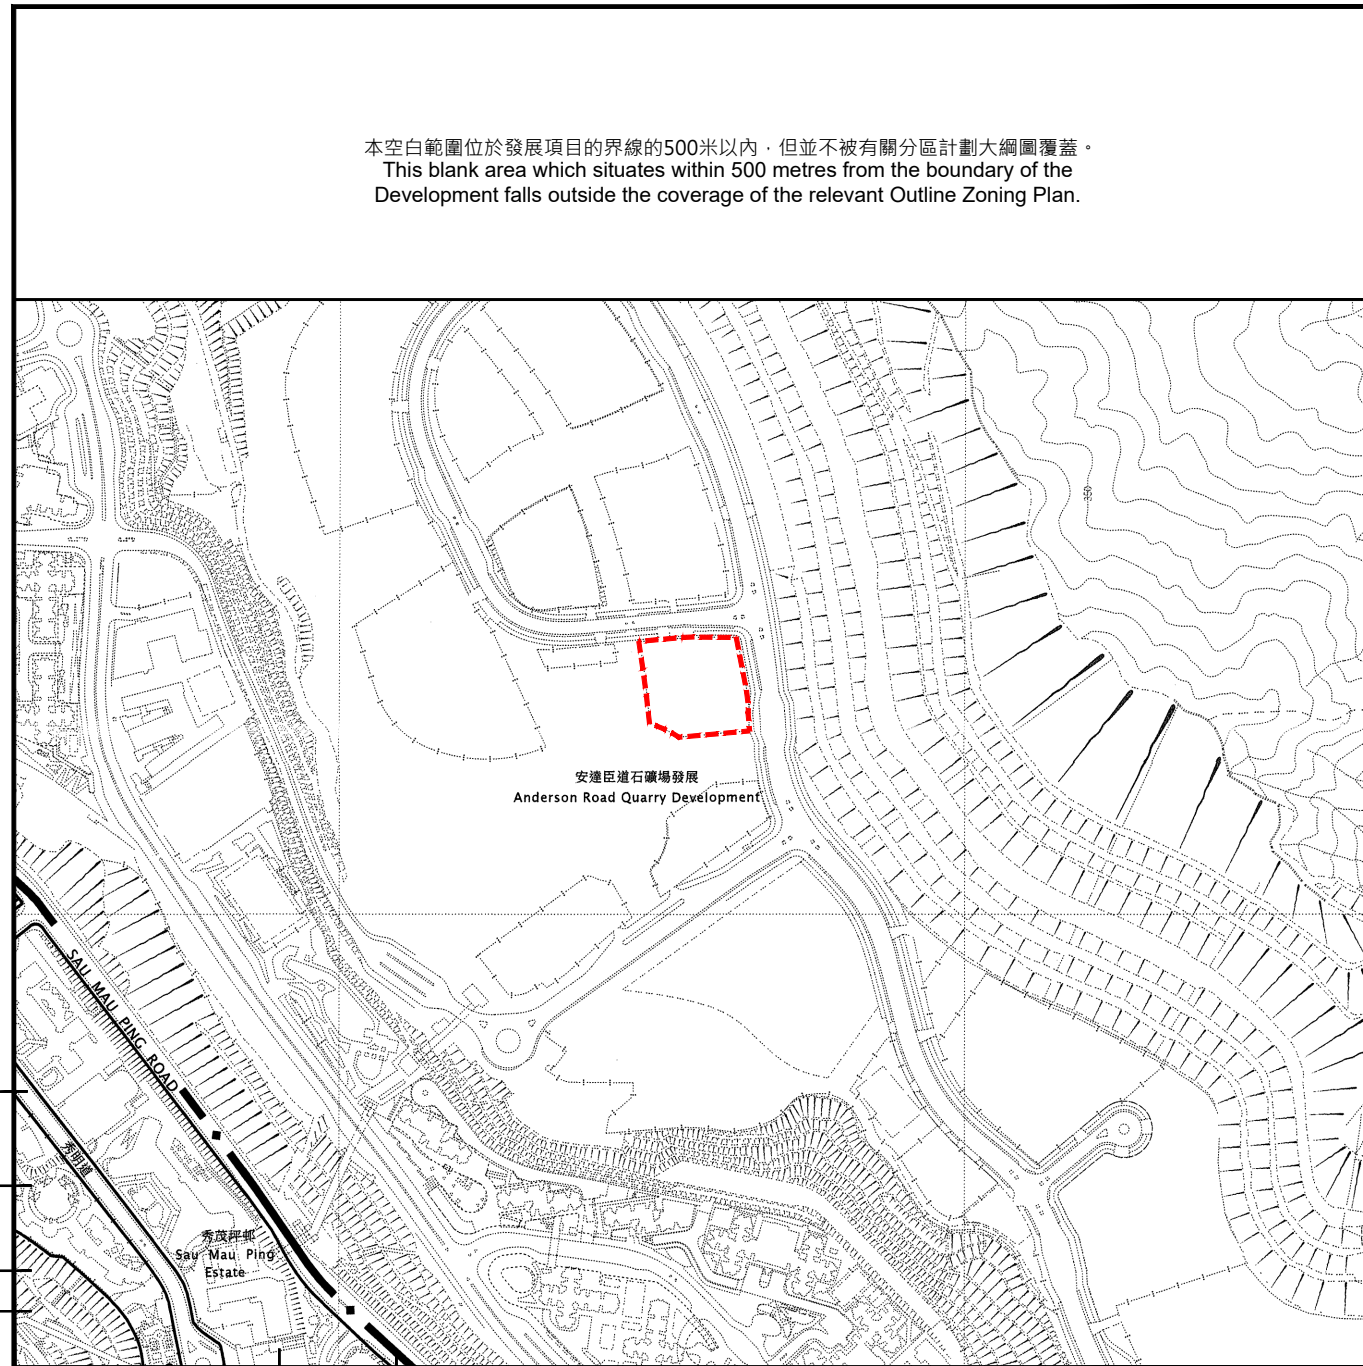 本空白範圍位於發展項目的界線的500米以內，但並不被有關分區計劃大綱圖覆蓋。
This blank area which situates within 500 metres from the boundary of the
Development falls outside the coverage of the relevant Outline Zoning Plan.
250
安達臣道石礦場發展
Anderson Road Quarry Development
SAU MAU PING ROAD
秀明道
秀茂坪邨
Sau Mau Ping
Estate